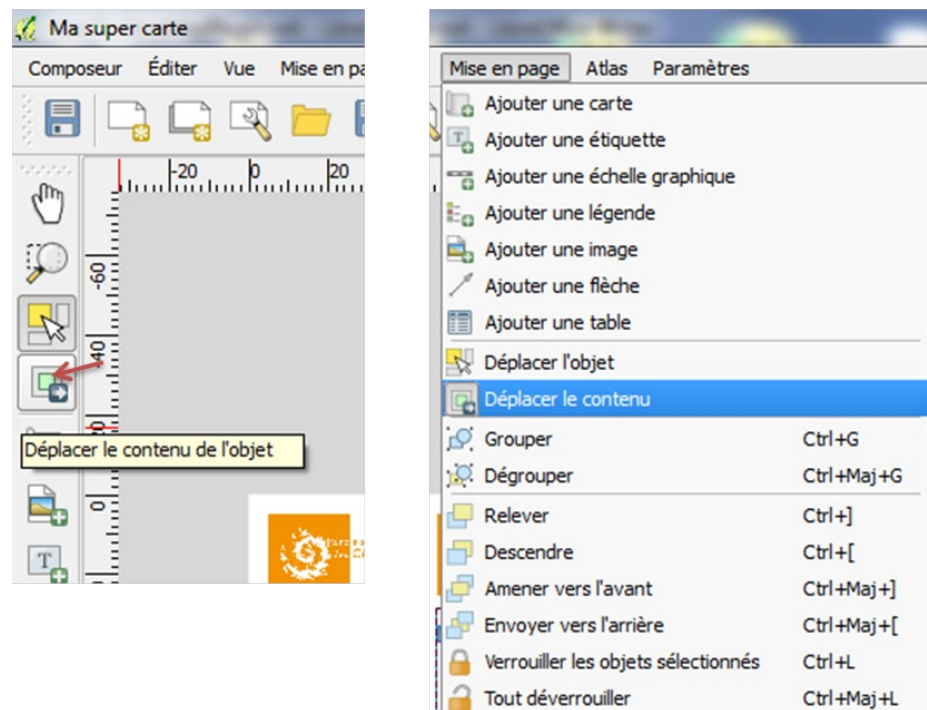 Ma super carte
Composeur Éditer Vue Mise en pa
-20 0 20
-60
-40
Déplacer le contenu de l'objet
0
Mise en page Atlas Paramètres
Ajouter une carte
Ajouter une étiquette
Ajouter une échelle graphique
Ajouter une légende
Ajouter une image
Ajouter une flèche
Ajouter une table
Déplacer l'objet
Déplacer le contenu
Grouper Ctrl+G
Dégrouper Ctrl+Maj+G
Relever Ctrl+]
Descendre Ctrl+[
Amener vers l'avant Ctrl+Maj+]
Envoyer vers l'arrière Ctrl+Maj+[
Verrouiller les objets sélectionnés Ctrl+L
Tout déverrouiller Ctrl+Maj+L